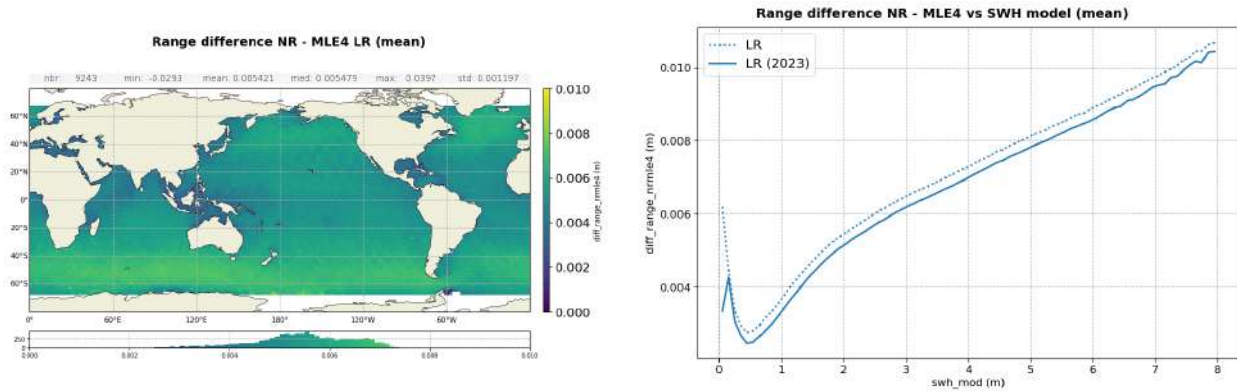 Range difference NR - MLE4 LR (mean)
nbr: 9243 min: -0.0293 mean: 0.005421 med: 0.005479 max: 0.0397 std: 0.001197
60°N
40°N
20°N
0°
20°S
40°S
60°S
0° 60°E 120°E 180° 120°W 60°W
0.010
0.008
0.006
0.004
0.002
0.000
diff_range_nrmle4 (m)
250
0
0.000 0.002 0.004 0.006 0.008 0.010
Range difference NR - MLE4 vs SWH model (mean)
LR
LR (2023)
0.010
0.008
0.006
0.004
diff_range_nrmle4 (m)
0 1 2 3 4 5 6 7 8
swh_mod (m)